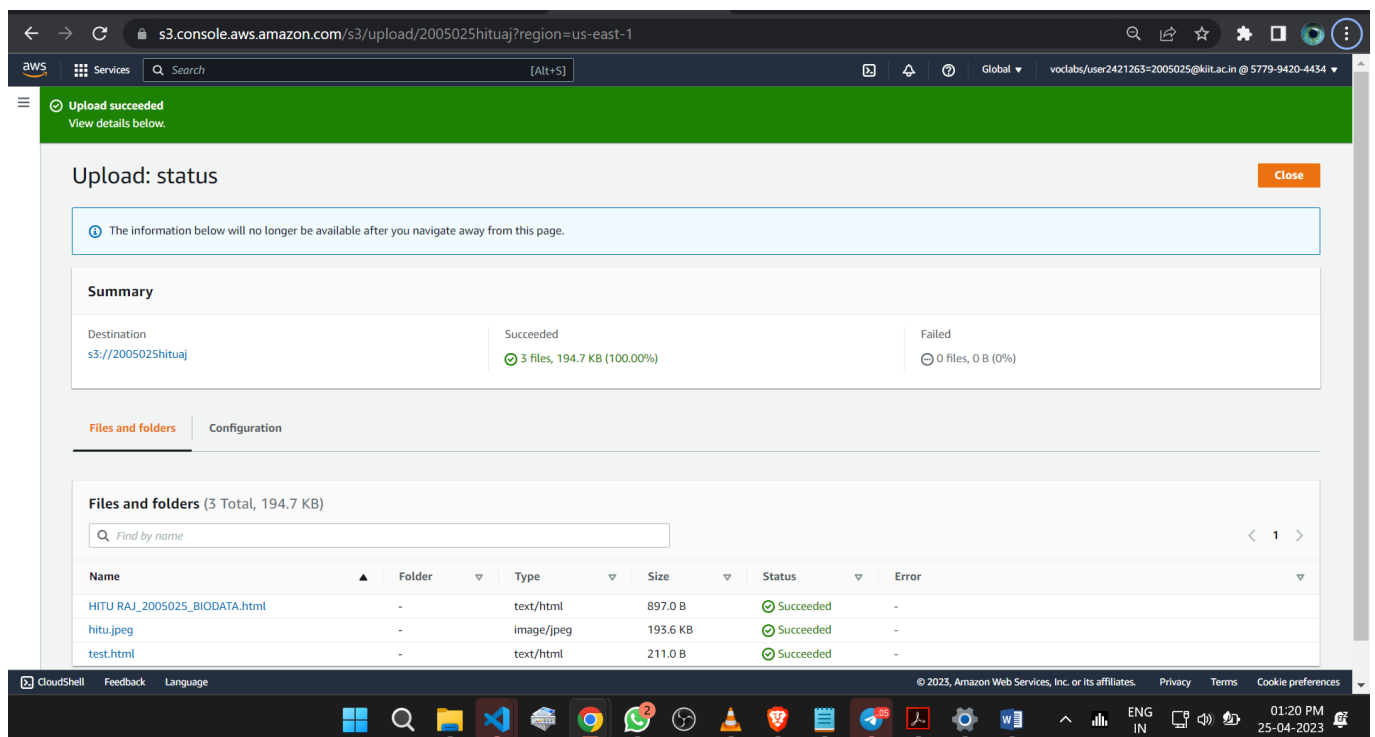 s3.console.aws.amazon.com/s3/upload/2005025hituaj?region=us-east-1
aws Services Search [Alt+S] Global voclabs/user2421263=2005025@kiit.ac.in @ 5779-9420-4434
Upload succeeded
View details below.
Upload: status Close
The information below will no longer be available after you navigate away from this page.
Summary
Destination Succeeded Failed
s3://2005025hituaj 3 files, 194.7 KB (100.00%) 0 files, 0 B (0%)
Files and folders Configuration
Files and folders (3 Total, 194.7 KB)
Find by name 1
Name Folder Type Size Status Error
HITU RAJ_2005025_BIODATA.html - text/html 897.0 B Succeeded -
hitu.jpeg - image/jpeg 193.6 KB Succeeded -
test.html - text/html 211.0 B Succeeded -
CloudShell Feedback Language © 2023, Amazon Web Services, Inc. or its affiliates. Privacy Terms Cookie preferences
2 05 W ENG 01:20 PM
IN 25-04-2023